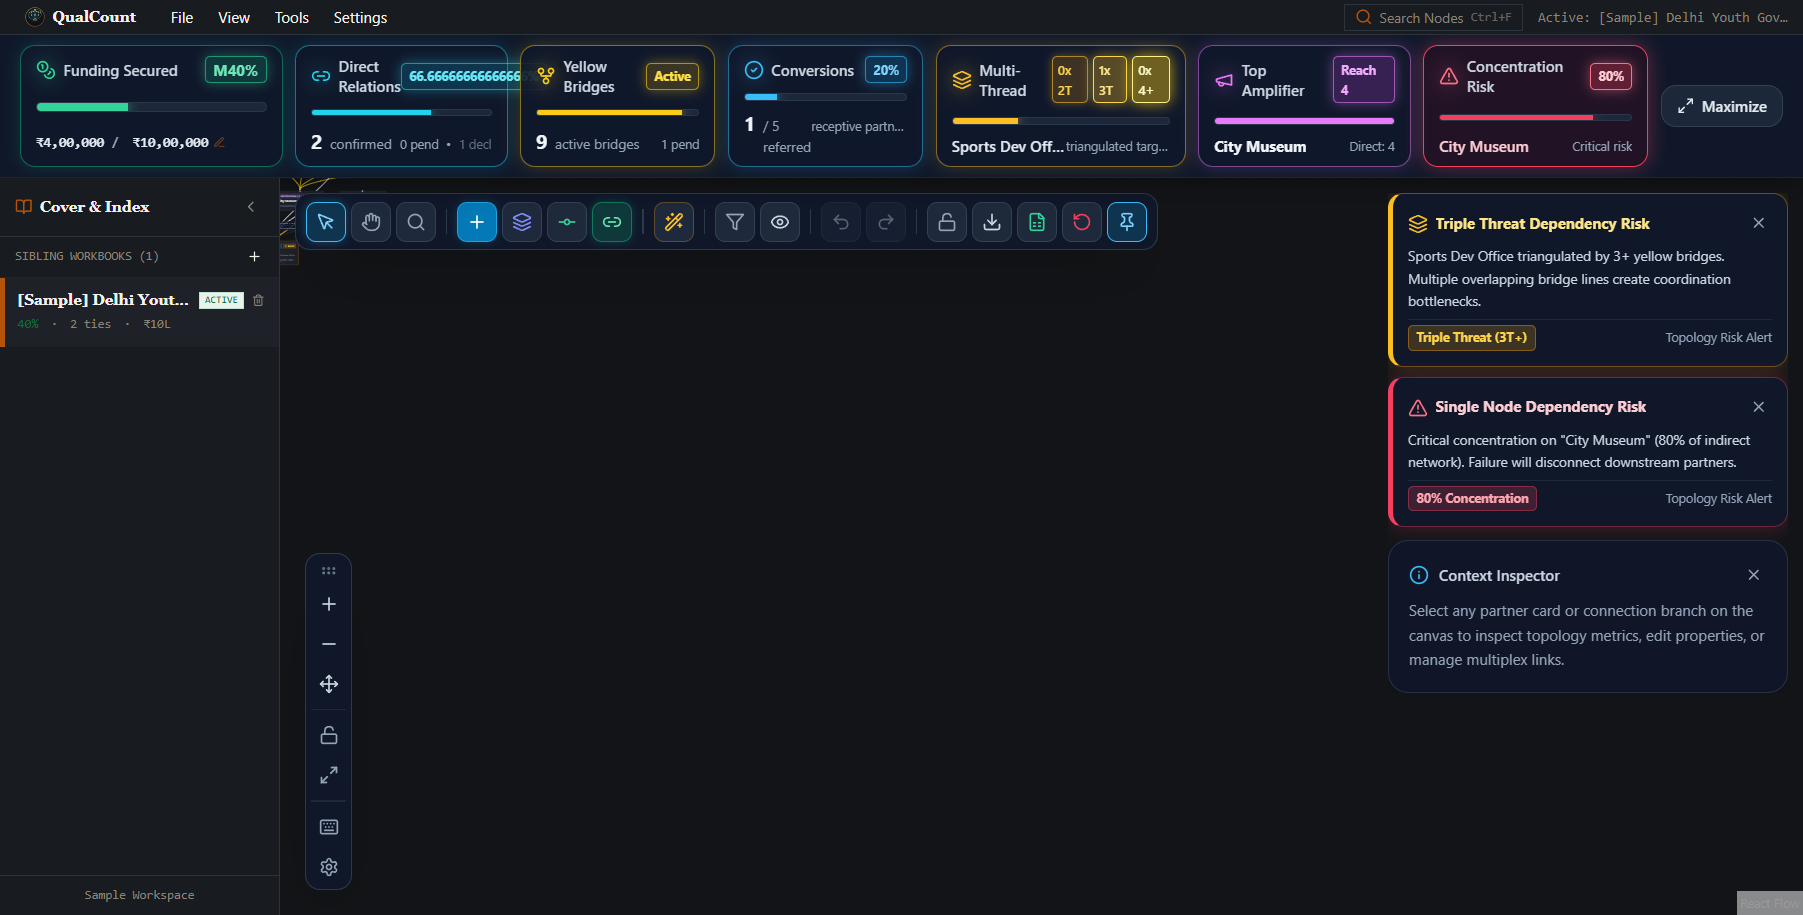 QualCount File View Tools Settings Search Nodes Ctrl+F Active: [Sample] Delhi Youth Gov...
Funding Secured M40%
₹4,00,000 / ₹10,00,000
Direct Relations 66.6666666666666
2 confirmed 0 pend • 1 decl
Yellow Bridges Active
9 active bridges 1 pend
Conversions 20%
1 / 5 referred receptive partn...
Multi-Thread 0x 2T 1x 3T 0x 4+
Sports Dev Off... triangulated targ...
Top Amplifier Reach 4
City Museum Direct: 4
Concentration Risk 80%
City Museum Critical risk
Maximize
Cover & Index
SIBLING WORKBOOKS (1)
[Sample] Delhi Yout... ACTIVE
40% · 2 ties · ₹10L
Sample Workspace
Triple Threat Dependency Risk
Sports Dev Office triangulated by 3+ yellow bridges.
Multiple overlapping bridge lines create coordination
bottlenecks.
Triple Threat (3T+) Topology Risk Alert
Single Node Dependency Risk
Critical concentration on "City Museum" (80% of indirect
network). Failure will disconnect downstream partners.
80% Concentration Topology Risk Alert
Context Inspector
Select any partner card or connection branch on the
canvas to inspect topology metrics, edit properties, or
manage multiplex links.
React Flow